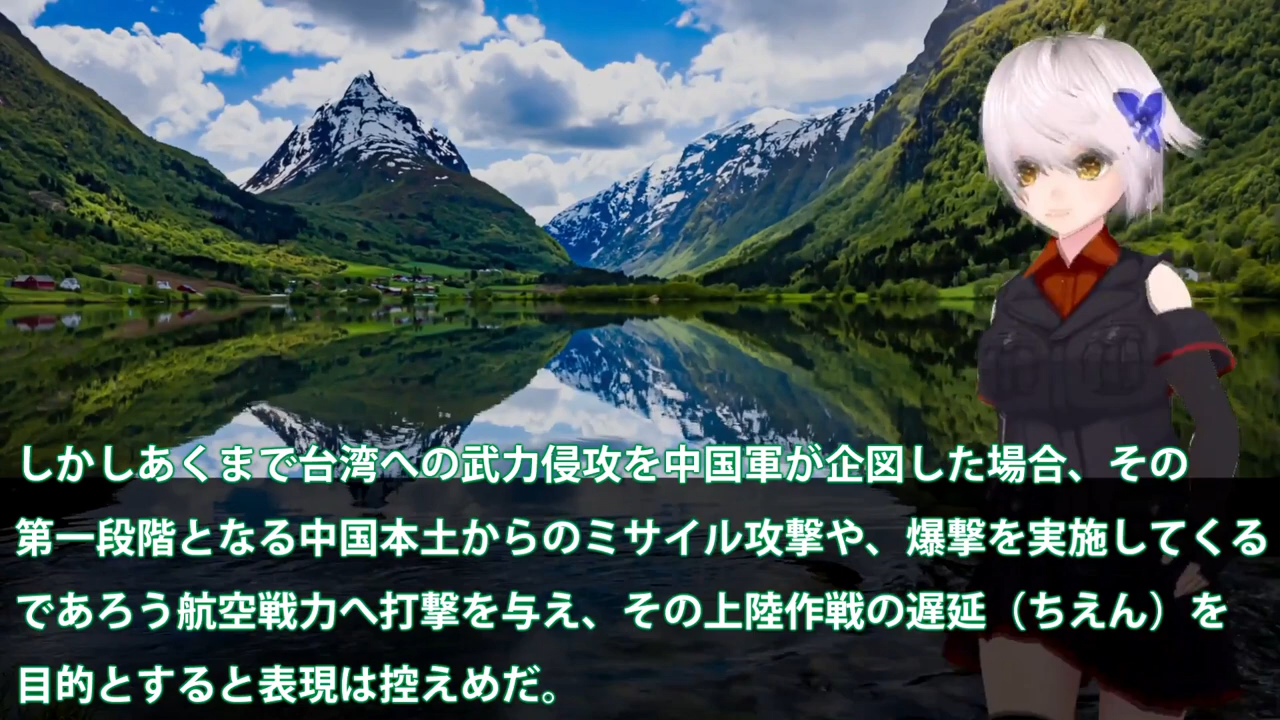 しかしあくまで台湾への武力侵攻を中国軍が企図した場合、その
第一段階となる中国本土からのミサイル攻撃や、爆撃を実施してくる
であろう航空戦力へ打撃を与え、その上陸作戦の遅延（ちえん）を
目的とすると表現は控えめだ。